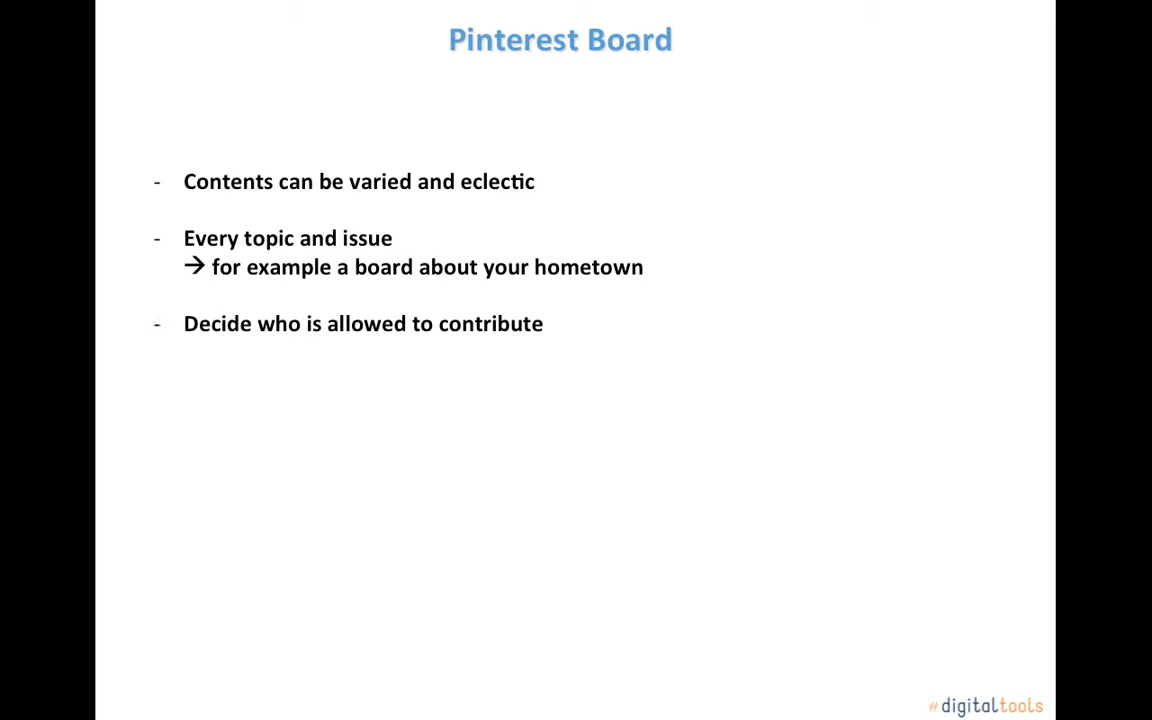 Pinterest Board
- Contents can be varied and eclectic
- Every topic and issue
→ for example a board about your hometown
- Decide who is allowed to contribute
#digitaltools